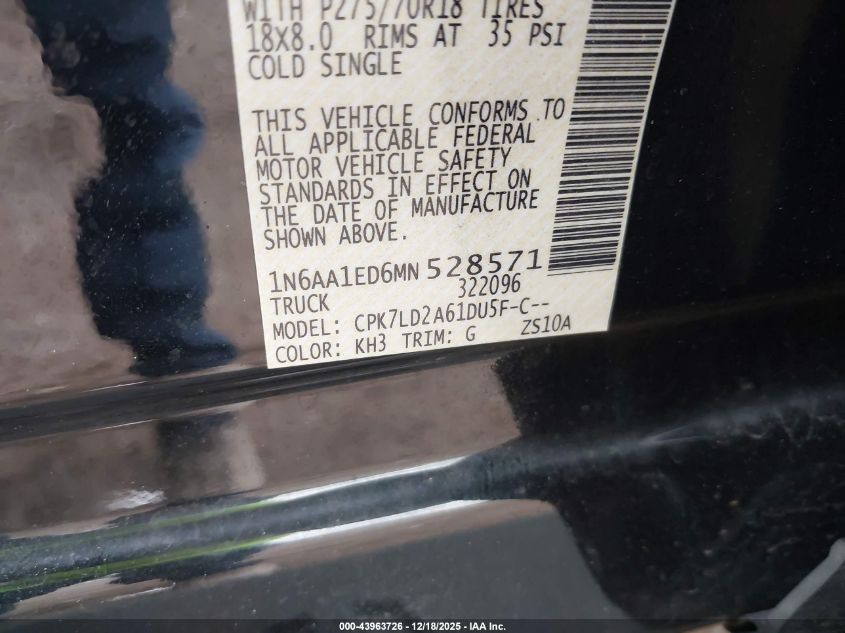 WITH P275/70R18 TIRES
18X8.0 RIMS AT 35 PSI
COLD SINGLE
THIS VEHICLE CONFORMS TO
ALL APPLICABLE FEDERAL
MOTOR VEHICLE SAFETY
STANDARDS IN EFFECT ON
THE DATE OF MANUFACTURE
SHOWN ABOVE.
1N6AA1ED6MN 528571
TRUCK 322096
MODEL: CPK7LD2A61DU5F-C--
COLOR: KH3 TRIM: G ZS10A
000-43963726 - 12/18/2025 - IAA Inc.